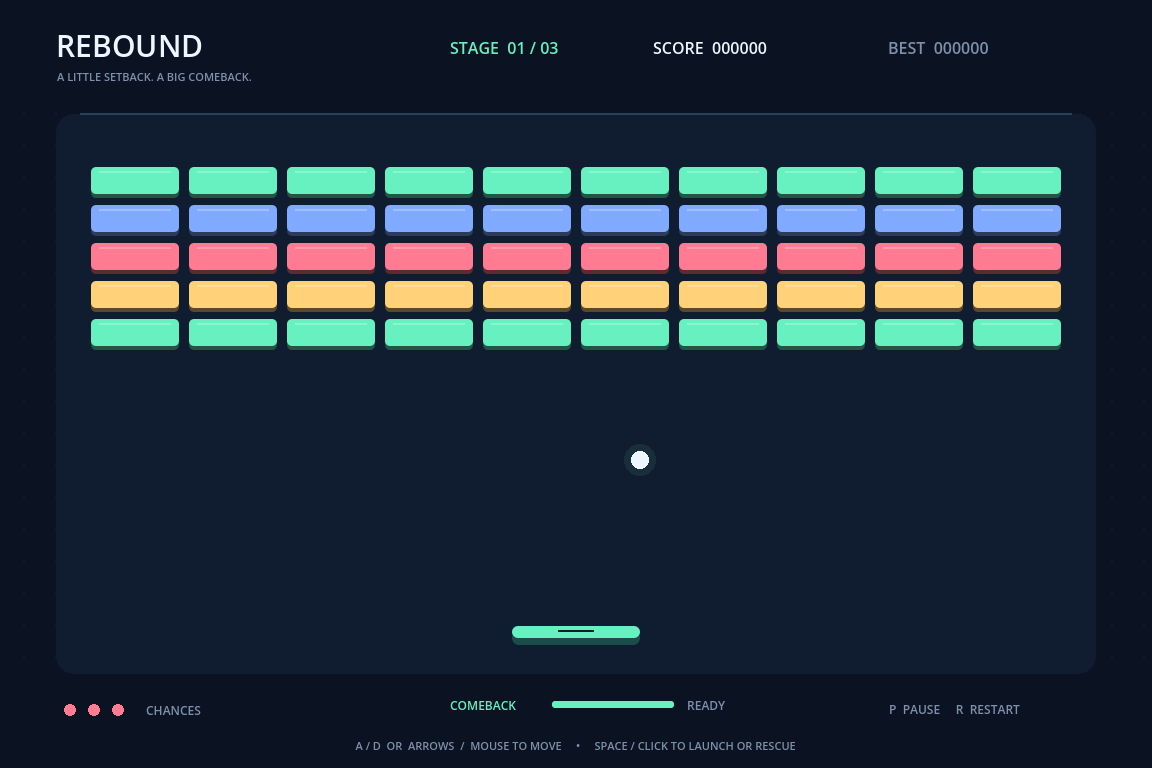 REBOUND
STAGE 01 / 03
SCORE 000000
BEST 000000
A LITTLE SETBACK. A BIG COMEBACK.
CHANCES
COMEBACK
READY
P PAUSE R RESTART
A / D OR ARROWS / MOUSE TO MOVE • SPACE / CLICK TO LAUNCH OR RESCUE